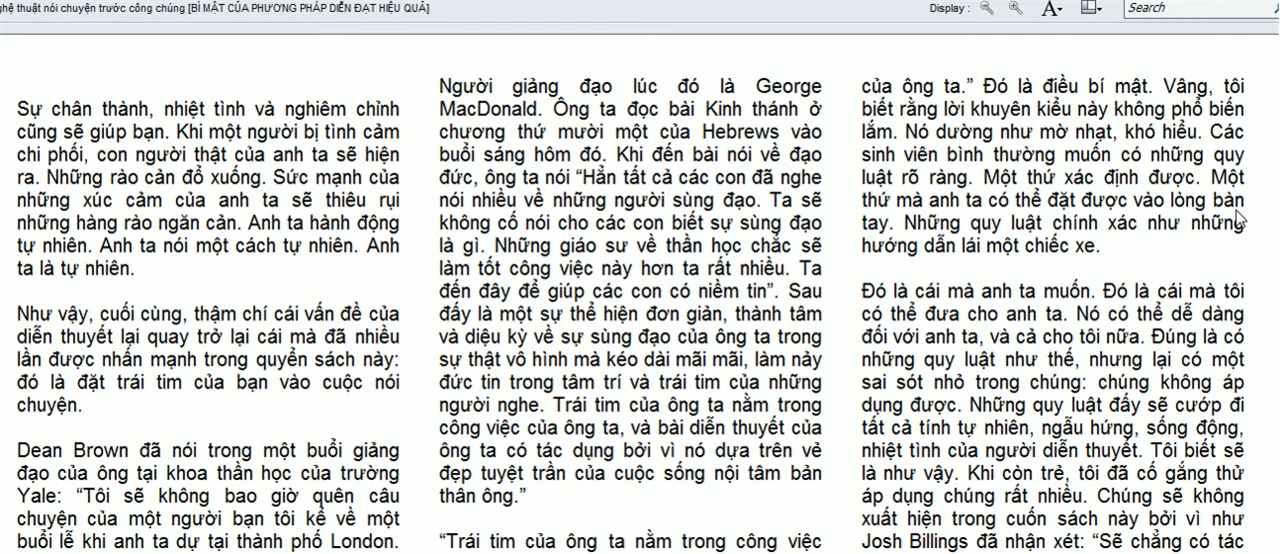 ghệ thuật nói chuyện trước công chúng [BÍ MẬT CỦA PHƯƠNG PHÁP DIỄN ĐẠT HIỆU QUẢ]
Display :
A
Search
Sự chân thành, nhiệt tình và nghiêm chỉnh
cũng sẽ giúp bạn. Khi một người bị tình cảm
chi phối, con người thật của anh ta sẽ hiện
ra. Những rào cản đổ xuống. Sức mạnh của
những xúc cảm của anh ta sẽ thiêu rụi
những hàng rào ngăn cản. Anh ta hành động
tự nhiên. Anh ta nói một cách tự nhiên. Anh
ta là tự nhiên.
Như vậy, cuối cùng, thậm chí cái vấn đề của
diễn thuyết lại quay trở lại cái mà đã nhiều
lần được nhấn mạnh trong quyển sách này:
đó là đặt trái tim của bạn vào cuộc nói
chuyện.
Dean Brown đã nói trong một buổi giảng
đạo của ông tại khoa thần học của trường
Yale: “Tôi sẽ không bao giờ quên câu
chuyện của một người bạn tôi kể về một
buổi lễ khi anh ta dự tại thành phố London.
Người giảng đạo lúc đó là George
MacDonald. Ông ta đọc bài Kinh thánh ở
chương thứ mười một của Hebrews vào
buổi sáng hôm đó. Khi đến bài nói về đạo
đức, ông ta nói “Hẳn tất cả các con đã nghe
nói nhiều về những người sùng đạo. Ta sẽ
không cố nói cho các con biết sự sùng đạo
là gì. Những giáo sư về thần học chắc sẽ
làm tốt công việc này hơn ta rất nhiều. Ta
đến đây để giúp các con có niềm tin”. Sau
đấy là một sự thể hiện đơn giản, thành tâm
và diệu kỳ về sự sùng đạo của ông ta trong
sự thật vô hình mà kéo dài mãi mãi, làm nảy
đức tin trong tâm trí và trái tim của những
người nghe. Trái tim của ông ta nằm trong
công việc của ông ta, và bài diễn thuyết của
ông ta có tác dụng bởi vì nó dựa trên vẻ
đẹp tuyệt trần của cuộc sống nội tâm bản
thân ông.”
“Trái tim của ông ta nằm trong công việc
của ông ta.” Đó là điều bí mật. Vâng, tôi
biết rằng lời khuyên kiểu này không phổ biến
lắm. Nó dường như mờ nhạt, khó hiểu. Các
sinh viên bình thường muốn có những quy
luật rõ ràng. Một thứ xác định được. Một
thứ mà anh ta có thể đặt được vào lòng bàn
tay. Những quy luật chính xác như những
hướng dẫn lái một chiếc xe.
Đó là cái mà anh ta muốn. Đó là cái mà tôi
có thể đưa cho anh ta. Nó có thể dễ dàng
đối với anh ta, và cả cho tôi nữa. Đúng là có
những quy luật như thế, nhưng lại có một
sai sót nhỏ trong chúng: chúng không áp
dụng được. Những quy luật đấy sẽ cướp đi
tất cả tính tự nhiên, ngẫu hứng, sống động,
nhiệt tình của người diễn thuyết. Tôi biết sẽ
là như vậy. Khi còn trẻ, tôi đã cố gắng thử
áp dụng chúng rất nhiều. Chúng sẽ không
xuất hiện trong cuốn sách này bởi vì như
Josh Billings đã nhận xét: “Sẽ chẳng có tác